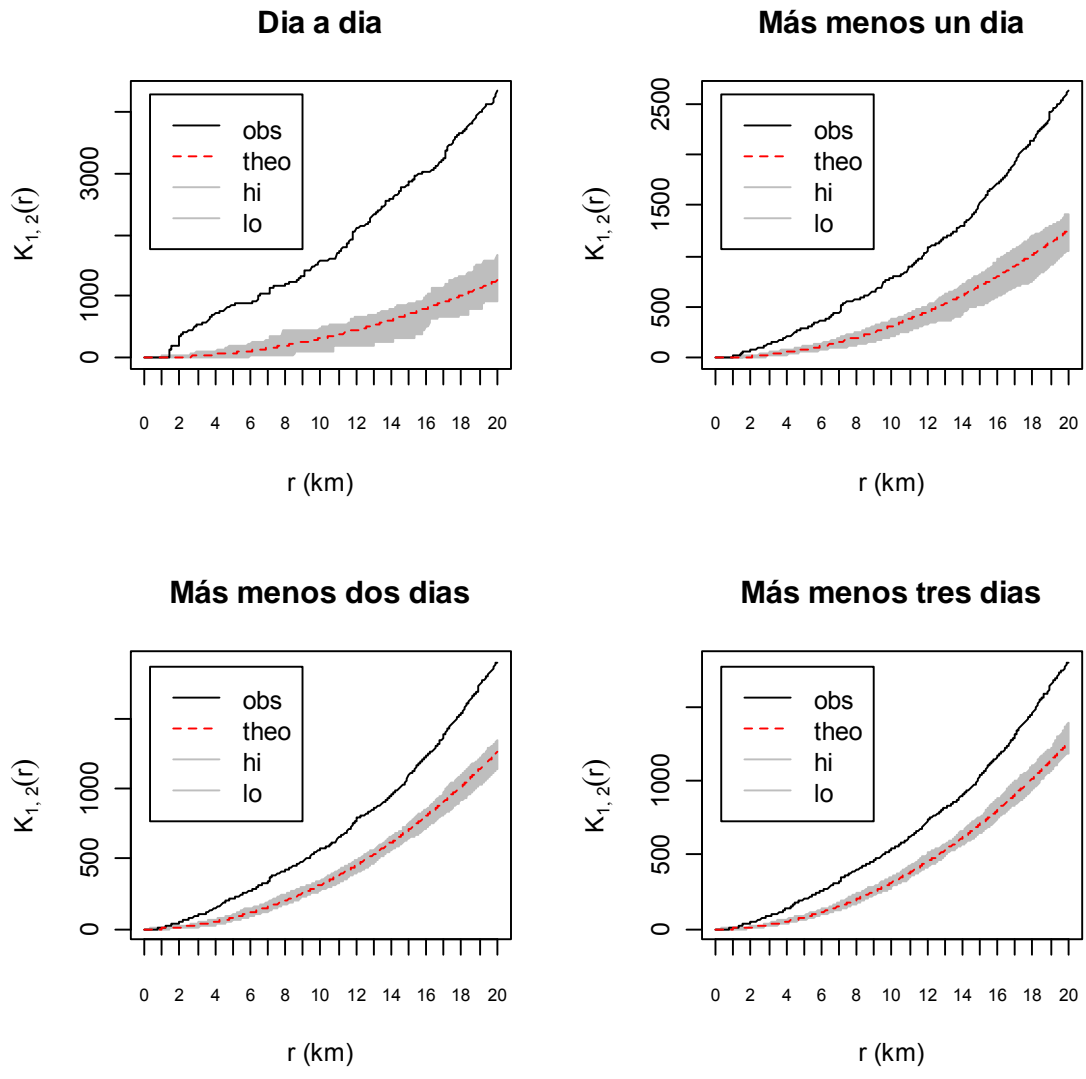 Dia a dia
K1, 2(r)
0 1000 3000
obs
theo
hi
lo
0 2 4 6 8 10 12 14 16 18 20
r (km)
Más menos un dia
K1, 2(r)
0 500 1500 2500
obs
theo
hi
lo
0 2 4 6 8 10 12 14 16 18 20
r (km)
Más menos dos dias
K1, 2(r)
0 500 1000
obs
theo
hi
lo
0 2 4 6 8 10 12 14 16 18 20
r (km)
Más menos tres dias
K1, 2(r)
0 500 1000
obs
theo
hi
lo
0 2 4 6 8 10 12 14 16 18 20
r (km)